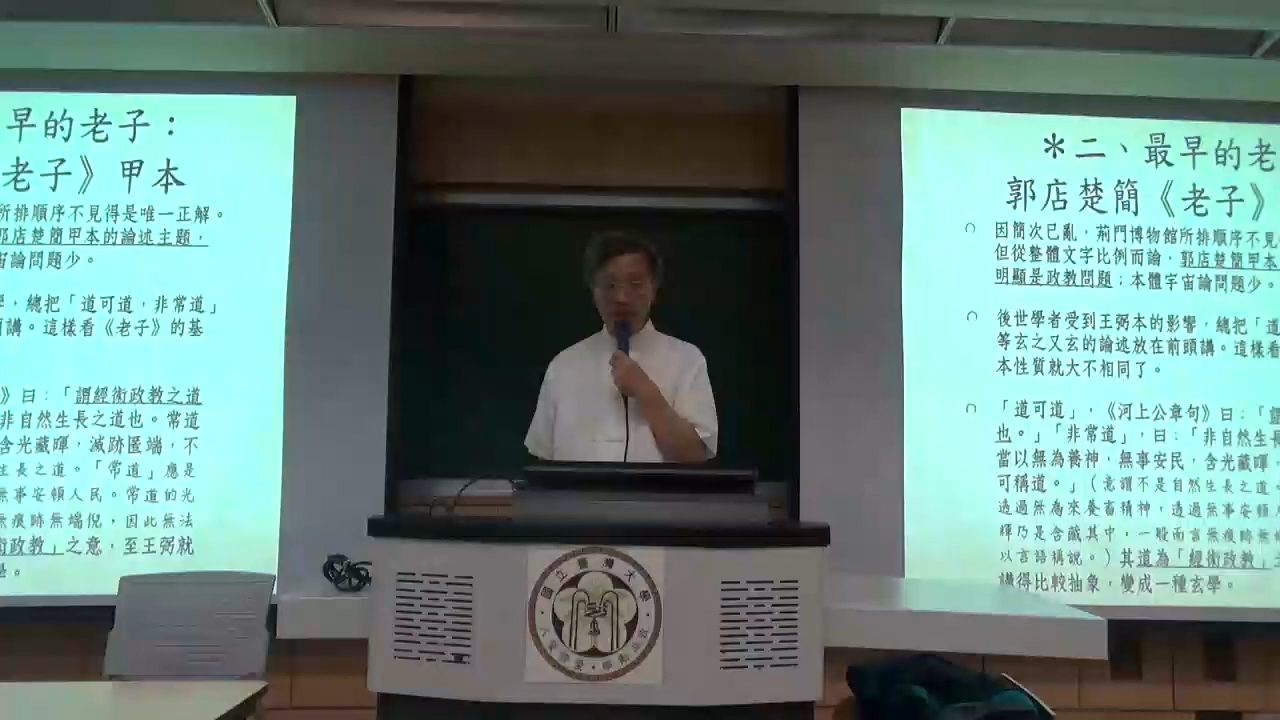 早的老子：
老子》甲本
所排順序不見得是唯一正解。
郭店楚簡甲本的論述主題，
宙論問題少。
，總把「道可道，非常道」
講。這樣看《老子》的基
》曰：「謂經術政教之道
非自然生長之道也。常道
含光藏暉，滅跡匿端，不
生長之道。「常道」應是
無事安頓人民。常道的光
無痕跡無端倪，因此無法
術政教」之意，至王弼就
是。
＊二、最早的老
郭店楚簡《老子》
因簡次已亂，荊門博物館所排順序不見
但從整體文字比例而論，郭店楚簡甲本
明顯是政教問題；本體宇宙論問題少。
後世學者受到王弼本的影響，總把「道
等玄之又玄的論述放在前頭講。這樣看
本性質就大不相同了。
「道可道」，《河上公章句》曰：「
也。」「非常道」，曰：「非自然生長
當以無為養神，無事安民，含光藏暉，
可稱道。」（意謂不是自然生長之道。
透過無為來養畜精神，透過無事安頓
暉乃是含藏其中，一般而言無痕跡無
以言語稱說。）其道為「經術政教」
講得比較抽象，變成一種玄學。
國立臺灣大學